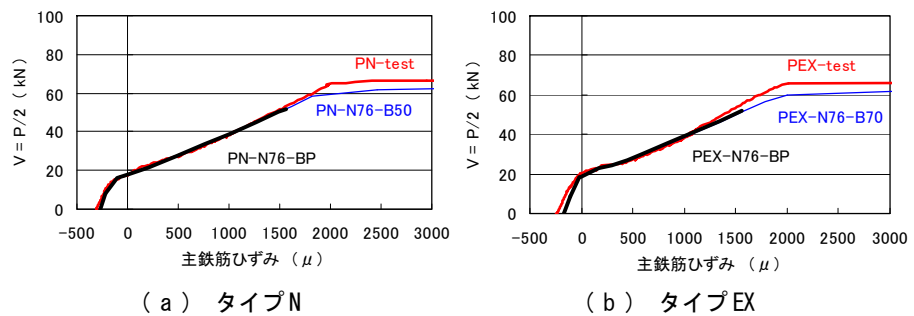 100
80
60
40
20
0
V = P/2 (kN)
PN-test
PN-N76-B50
PN-N76-BP
-500 0 500 1000 1500 2000 2500 3000
主鉄筋ひずみ (μ)
(a) タイプN
100
80
60
40
20
0
V = P/2 (kN)
PEX-test
PEX-N76-B70
PEX-N76-BP
-500 0 500 1000 1500 2000 2500 3000
主鉄筋ひずみ (μ)
(b) タイプEX